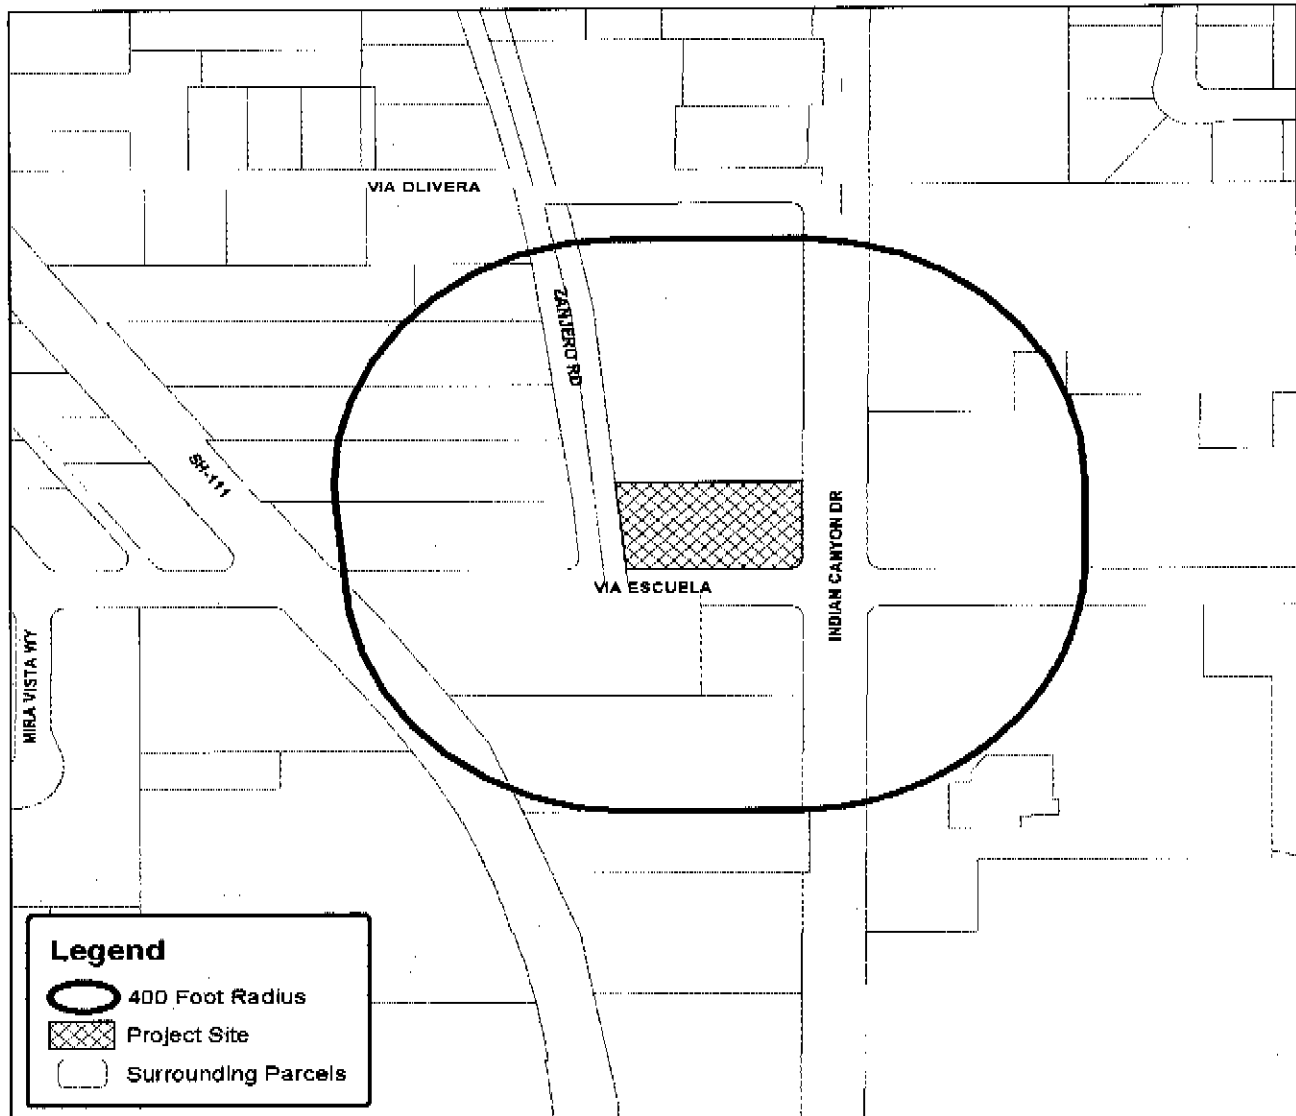 VIA OLIVERA
ZANJERO RD
SH-111
INDIAN CANYON DR
VIA ESCUELA
MIRA VISTA WY
Legend
400 Foot Radius
Project Site
Surrounding Parcels